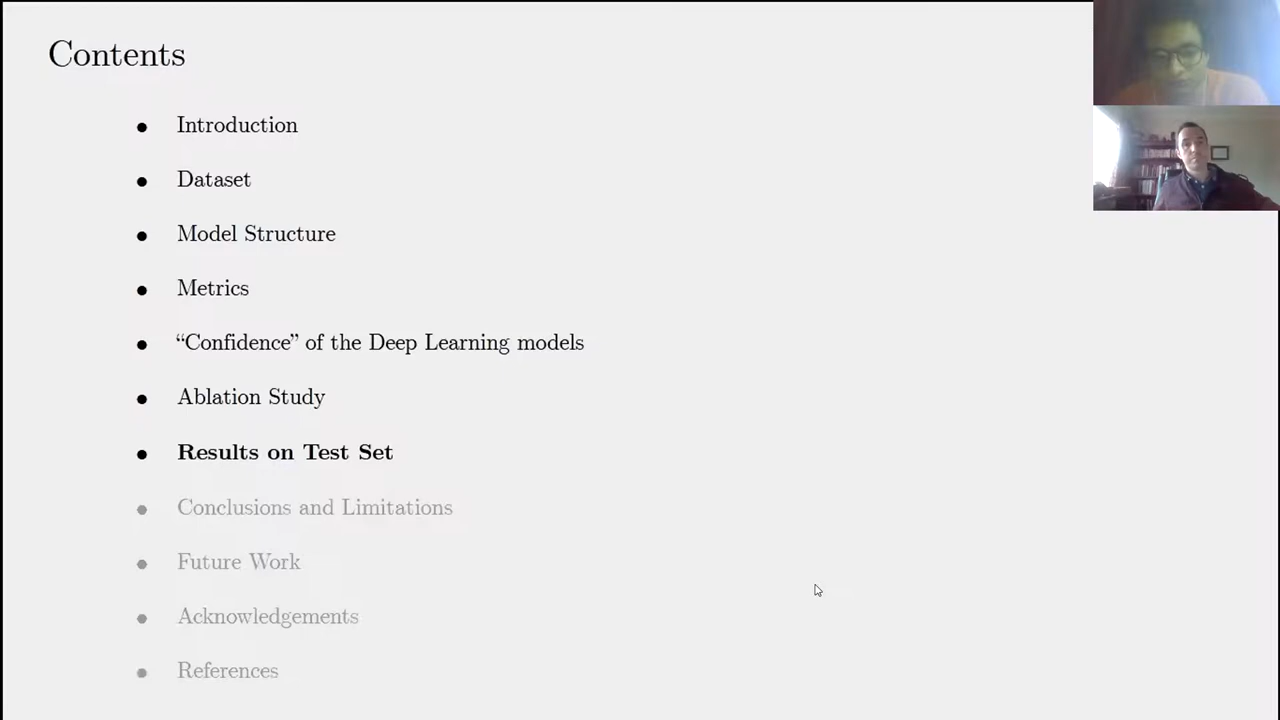 Contents
● Introduction
● Dataset
● Model Structure
● Metrics
● “Confidence” of the Deep Learning models
● Ablation Study
● Results on Test Set
● Conclusions and Limitations
● Future Work
● Acknowledgements
● References